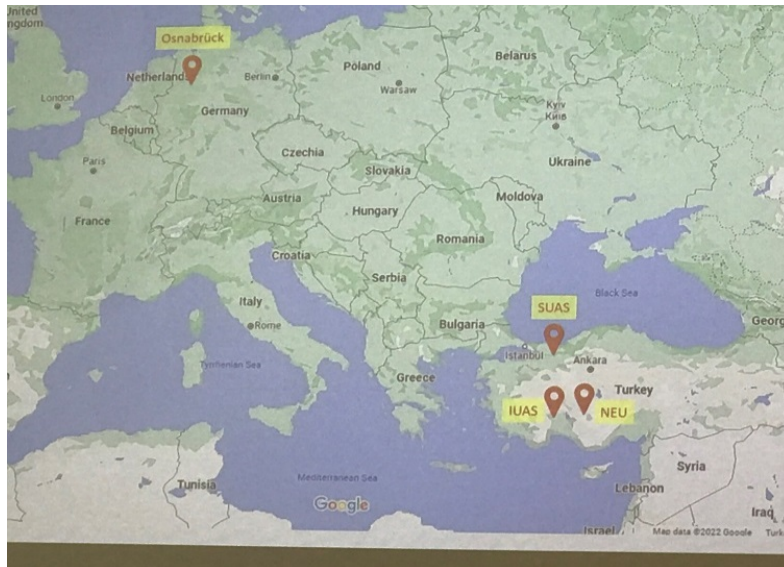 United
ngdom
Osnabrück
Netherland
Berlin
Poland
Belarus
Warsaw
London
Germany
Belgium
Kyiv
Київ
Paris
Czechia
Ukraine
Slovakia
France
Austria
Moldova
Hungary
Romania
Croatia
Serbia
Italy
Black Sea
SUAS
Rome
Bulgaria
Georg
Istanbul
Ankara
Tyrrhenian Sea
Greece
Turkey
IUAS
NEU
Tunisia
Mediterranean Sea
Syria
Lebanon
Google
Iraq
Israel
Map data ©2022 Google